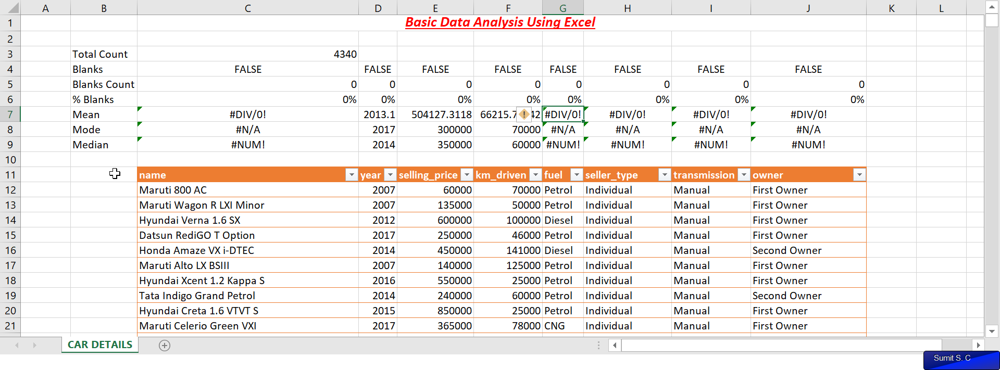 A B C D E F G H I J K L
1 Basic Data Analysis Using Excel
2
3 Total Count 4340
4 Blanks FALSE FALSE FALSE FALSE FALSE FALSE FALSE FALSE
5 Blanks Count 0 0 0 0 0 0 0 0
6 % Blanks 0% 0% 0% 0% 0% 0% 0% 0%
7 Mean #DIV/0! 2013.1 504127.3118 66215.7 42 #DIV/0! #DIV/0! #DIV/0! #DIV/0!
8 Mode #N/A 2017 300000 70000 #N/A #N/A #N/A #N/A
9 Median #NUM! 2014 350000 60000 #NUM! #NUM! #NUM! #NUM!
10
11 name year selling_price km_driven fuel seller_type transmission owner
12 Maruti 800 AC 2007 60000 70000 Petrol Individual Manual First Owner
13 Maruti Wagon R LXI Minor 2007 135000 50000 Petrol Individual Manual First Owner
14 Hyundai Verna 1.6 SX 2012 600000 100000 Diesel Individual Manual First Owner
15 Datsun RediGO T Option 2017 250000 46000 Petrol Individual Manual First Owner
16 Honda Amaze VX i-DTEC 2014 450000 141000 Diesel Individual Manual Second Owner
17 Maruti Alto LX BSIII 2007 140000 125000 Petrol Individual Manual First Owner
18 Hyundai Xcent 1.2 Kappa S 2016 550000 25000 Petrol Individual Manual First Owner
19 Tata Indigo Grand Petrol 2014 240000 60000 Petrol Individual Manual Second Owner
20 Hyundai Creta 1.6 VTVT S 2015 850000 25000 Petrol Individual Manual First Owner
21 Maruti Celerio Green VXI 2017 365000 78000 CNG Individual Manual First Owner
CAR DETAILS
Sumit S. C